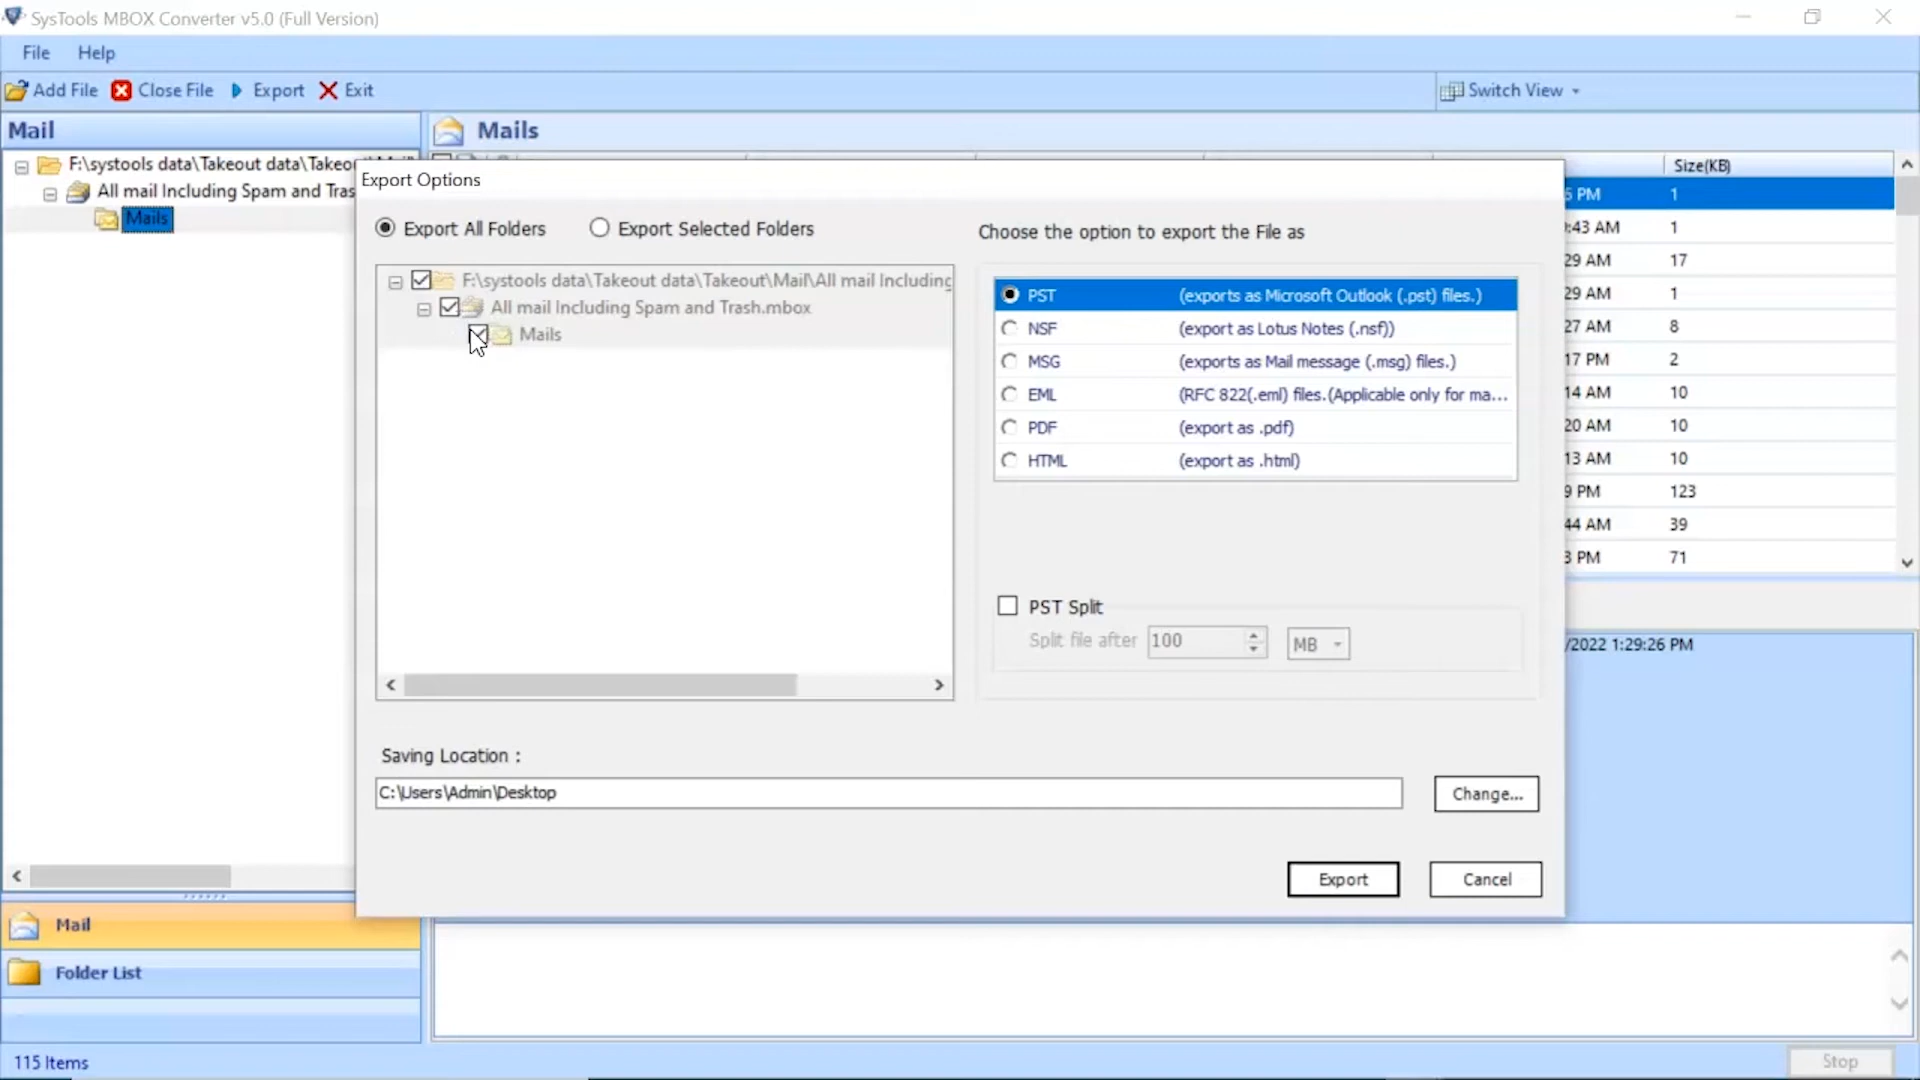 SysTools MBOX Converter v5.0 (Full Version)
File Help
Add File Close File Export Exit Switch View
Mail
Mails
F:\systools data\Takeout data\Takeout\Mail\
All mail Including Spam and Tras
Mails
Size(KB)
5 PM 1
:43 AM 1
29 AM 17
29 AM 1
27 AM 8
17 PM 2
14 AM 10
20 AM 10
13 AM 10
9 PM 123
44 AM 39
3 PM 71
/2022 1:29:26 PM
Export Options
Export All Folders Export Selected Folders
F:\systools data\Takeout data\Takeout\Mail\All mail Including
All mail Including Spam and Trash.mbox
Mails
Choose the option to export the File as
PST (exports as Microsoft Outlook (.pst) files.)
NSF (export as Lotus Notes (.nsf))
MSG (exports as Mail message (.msg) files.)
EML (RFC 822(.eml) files.(Applicable only for ma...
PDF (export as .pdf)
HTML (export as .html)
PST Split
Split file after 100 MB
Saving Location :
C:\Users\Admin\Desktop
Change...
Export Cancel
Mail
Folder List
115 Items
Stop